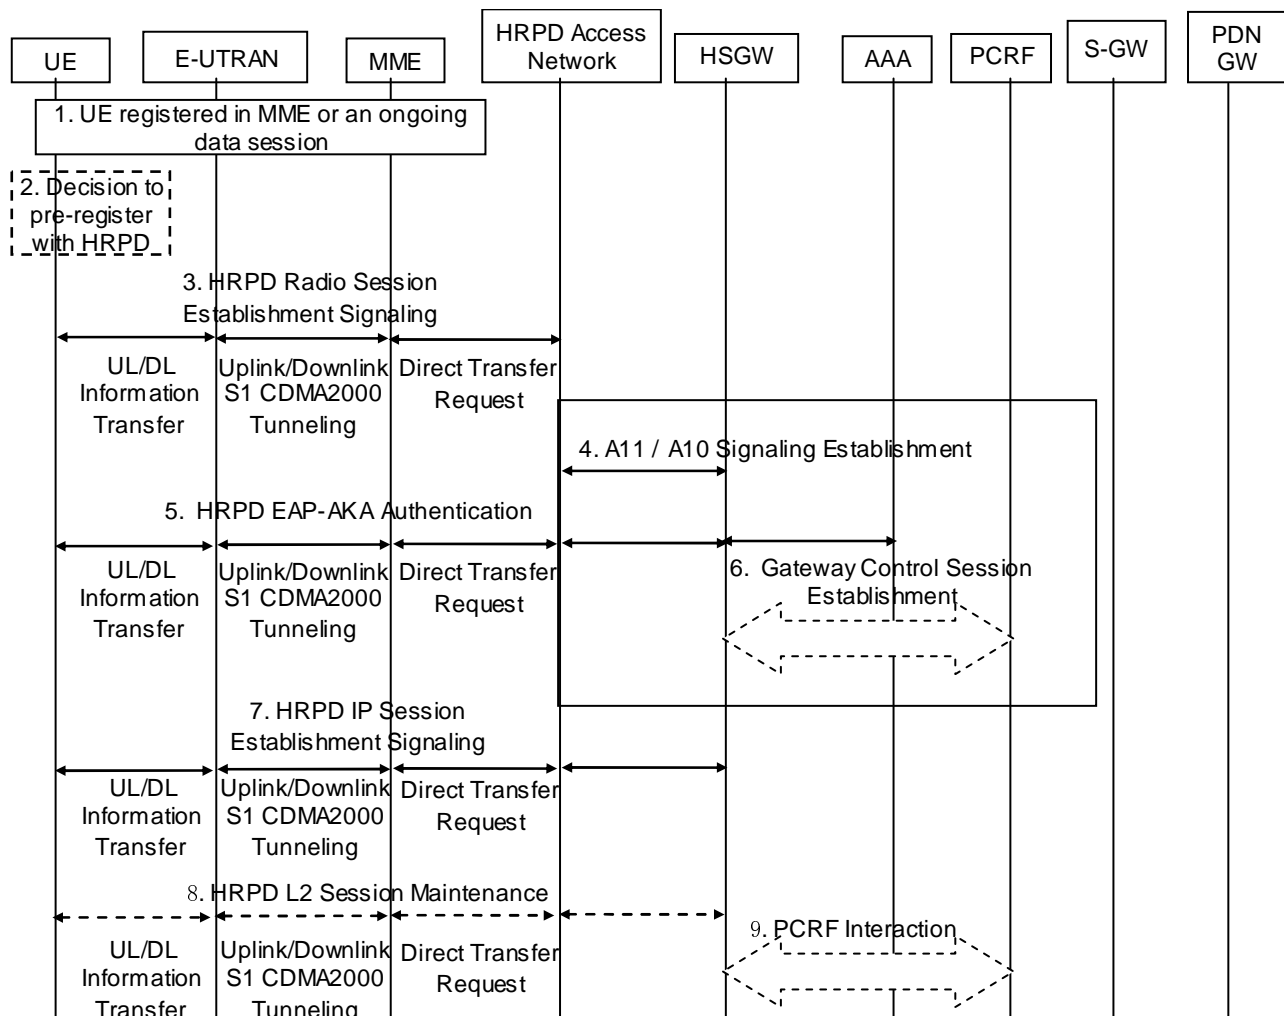 UE
E-UTRAN
MME
HRPD Access
Network
HSGW
AAA
PCRF
S-GW
PDN
GW
1. UE registered in MME or an ongoing
data session
2. Decision to
pre-register
with HRPD
3. HRPD Radio Session
Establishment Signaling
UL/DL
Information
Transfer
Uplink/Downlink
S1 CDMA2000
Tunneling
Direct Transfer
Request
4. A11 / A10 Signaling Establishment
5. HRPD EAP-AKA Authentication
UL/DL
Information
Transfer
Uplink/Downlink
S1 CDMA2000
Tunneling
Direct Transfer
Request
6. Gateway Control Session
Establishment
7. HRPD IP Session
Establishment Signaling
UL/DL
Information
Transfer
Uplink/Downlink
S1 CDMA2000
Tunneling
Direct Transfer
Request
8. HRPD L2 Session Maintenance
UL/DL
Information
Transfer
Uplink/Downlink
S1 CDMA2000
Tunneling
Direct Transfer
Request
9. PCRF Interaction